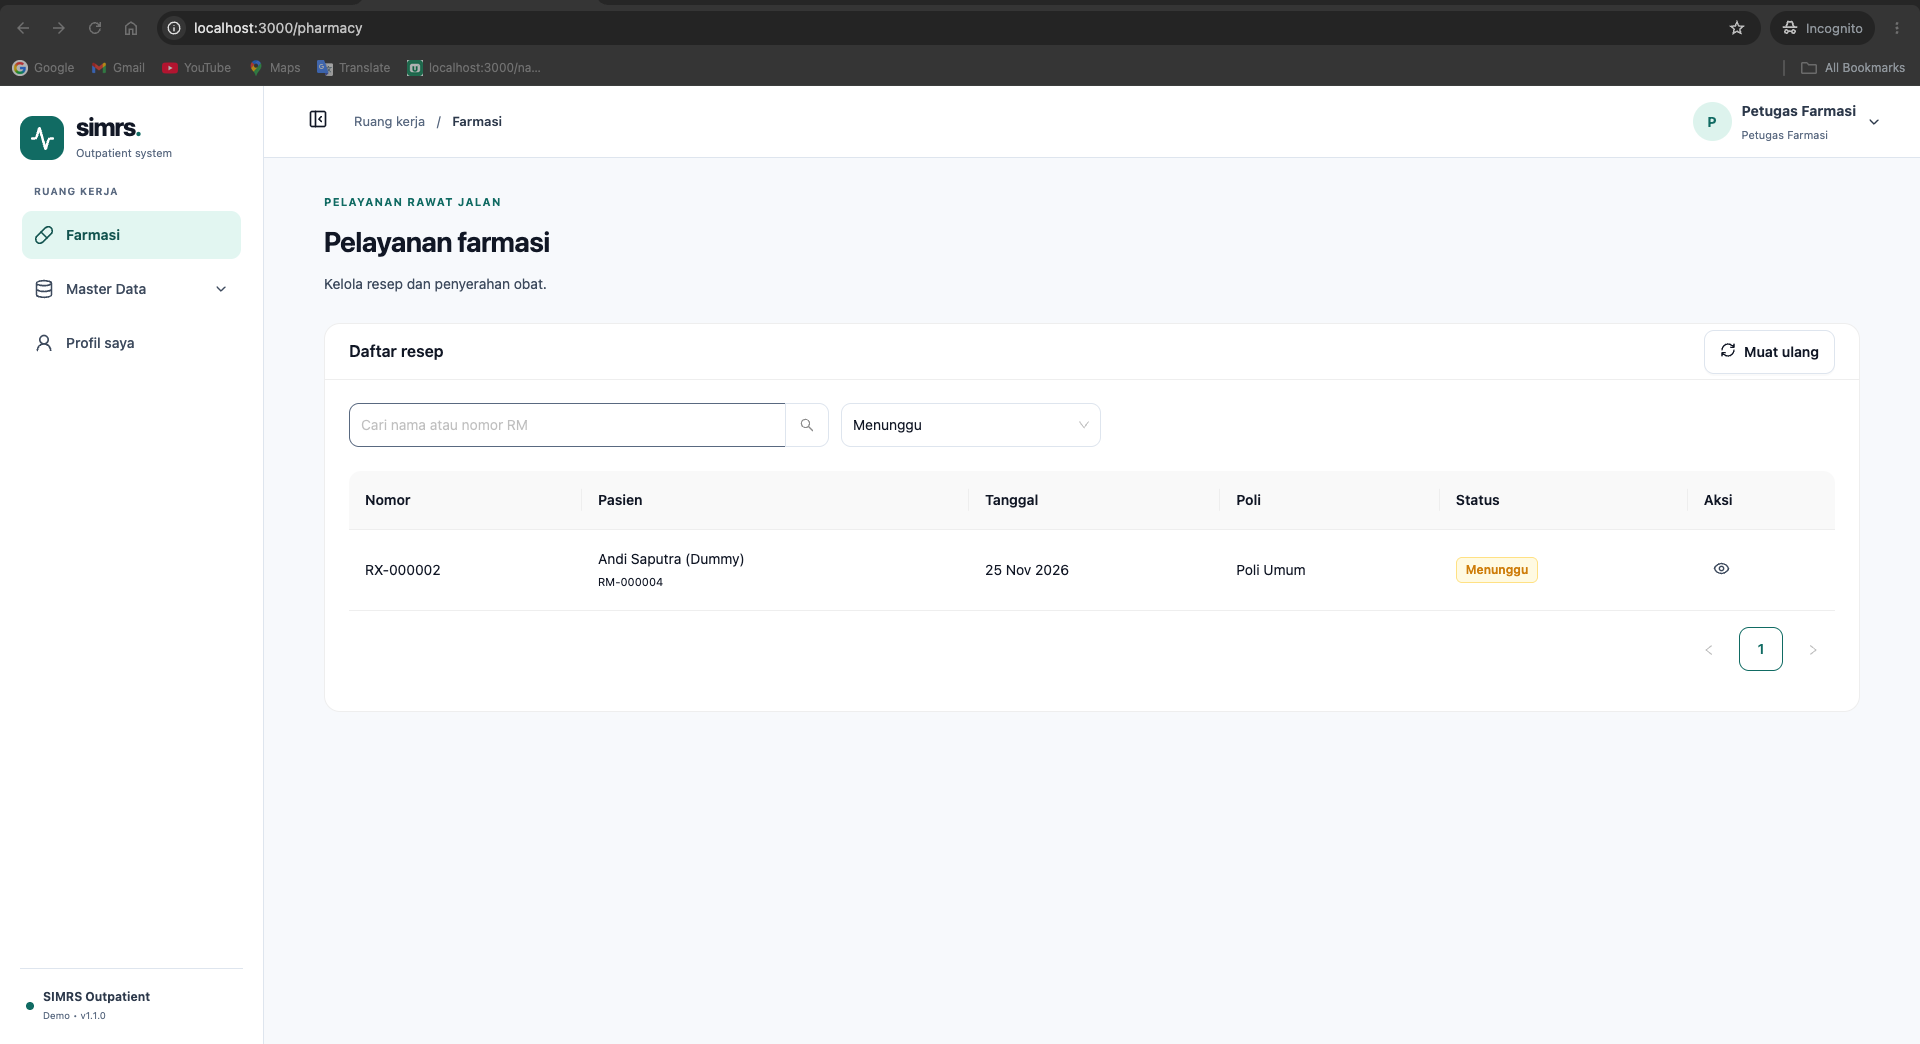 localhost:3000/pharmacy
Incognito
Google
Gmail
YouTube
Maps
Translate
localhost:3000/na...
All Bookmarks
simrs.
Outpatient system
RUANG KERJA
Farmasi
Master Data
Profil saya
SIMRS Outpatient
Demo • v1.1.0
Ruang kerja / Farmasi
P
Petugas Farmasi
Petugas Farmasi
PELAYANAN RAWAT JALAN
Pelayanan farmasi
Kelola resep dan penyerahan obat.
Daftar resep
Muat ulang
Cari nama atau nomor RM
Menunggu
Nomor Pasien Tanggal Poli Status Aksi
RX-000002 Andi Saputra (Dummy) 25 Nov 2026 Poli Umum Menunggu
RM-000004
1